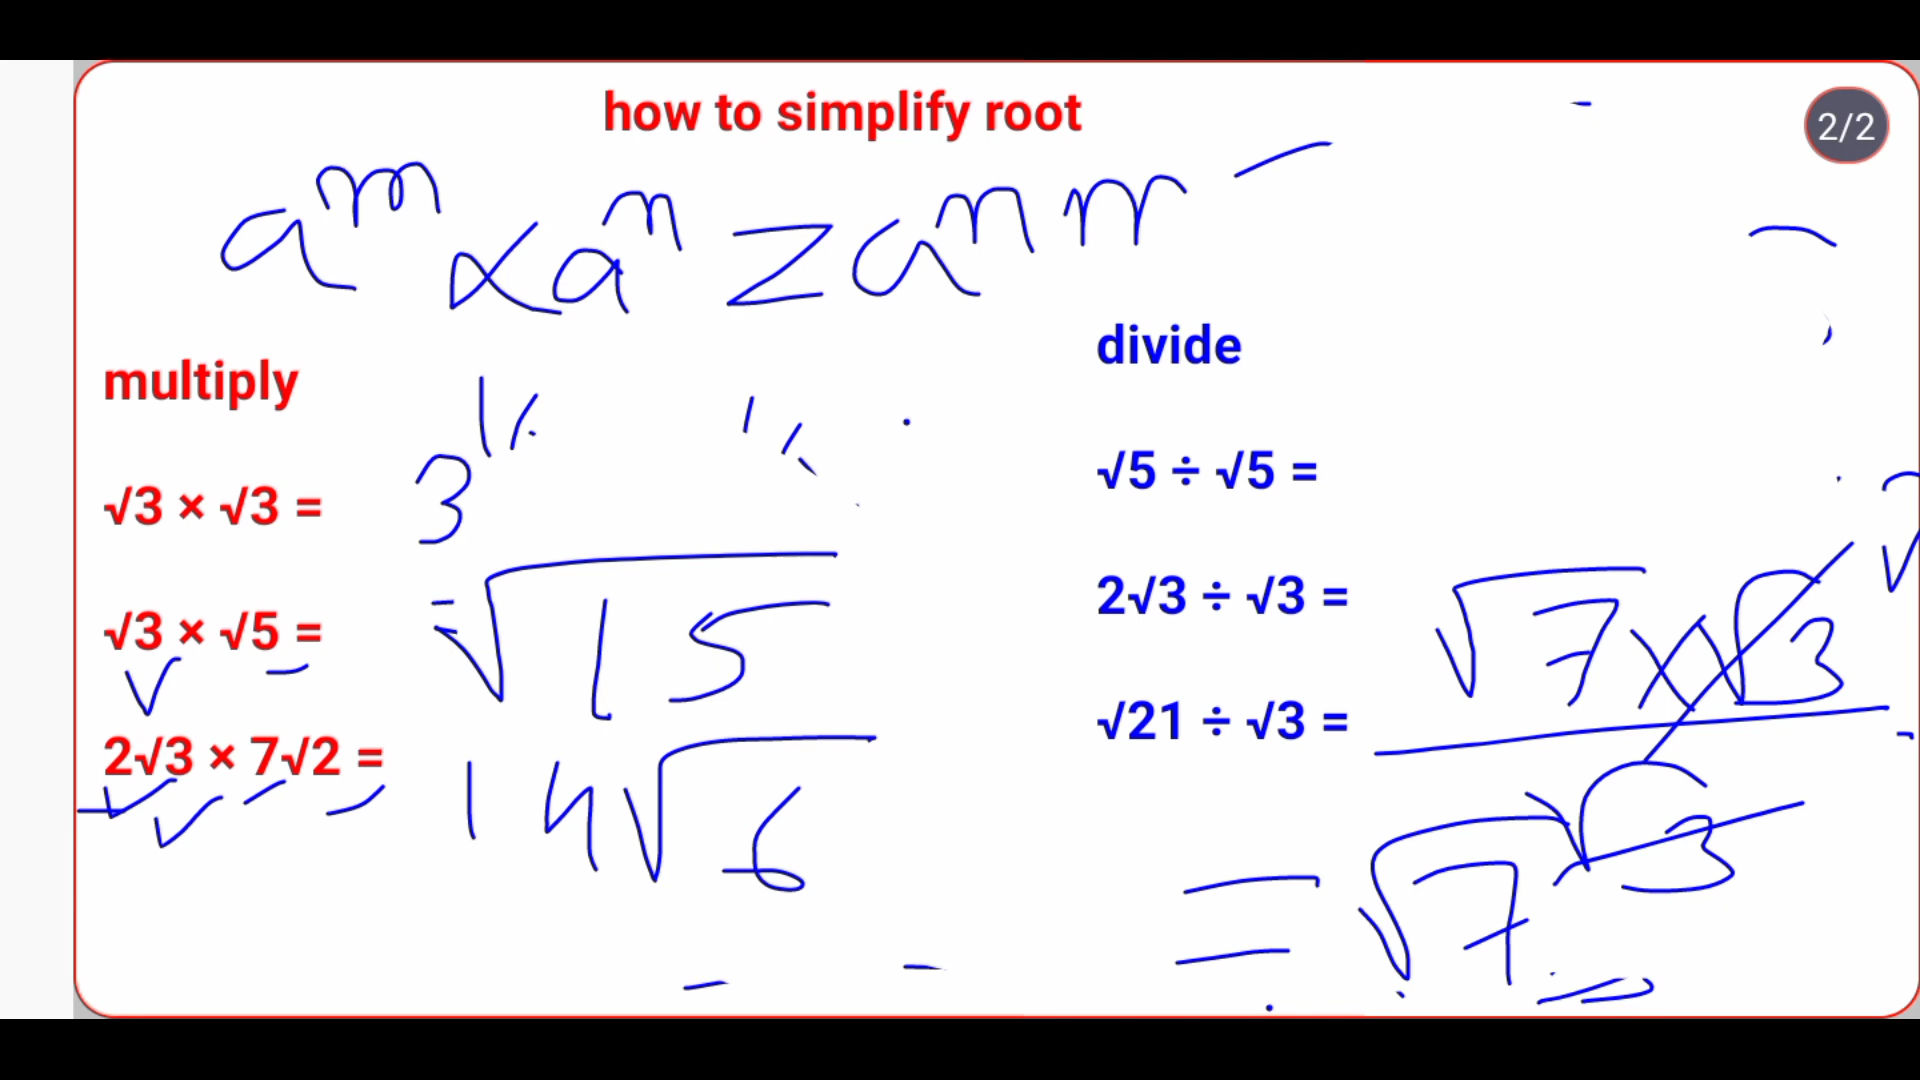 how to simplify root
2/2
a^m x a^n = a^n m
multiply
√3 × √3 = 3
√3 × √5 = √15
2√3 × 7√2 = 14√6
divide
√5 ÷ √5 =
2√3 ÷ √3 =
√21 ÷ √3 = √7 x √3
√3
= √7